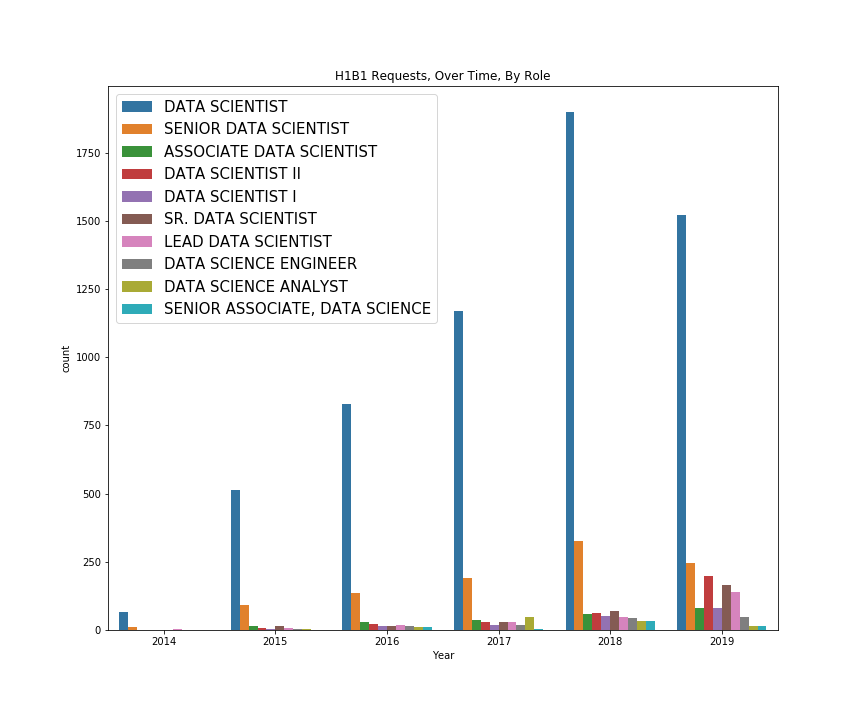 H1B1 Requests, Over Time, By Role
DATA SCIENTIST
SENIOR DATA SCIENTIST
ASSOCIATE DATA SCIENTIST
DATA SCIENTIST II
DATA SCIENTIST I
SR. DATA SCIENTIST
LEAD DATA SCIENTIST
DATA SCIENCE ENGINEER
DATA SCIENCE ANALYST
SENIOR ASSOCIATE, DATA SCIENCE
1750
1500
1250
1000
750
500
250
0
count
2014 2015 2016 2017 2018 2019
Year